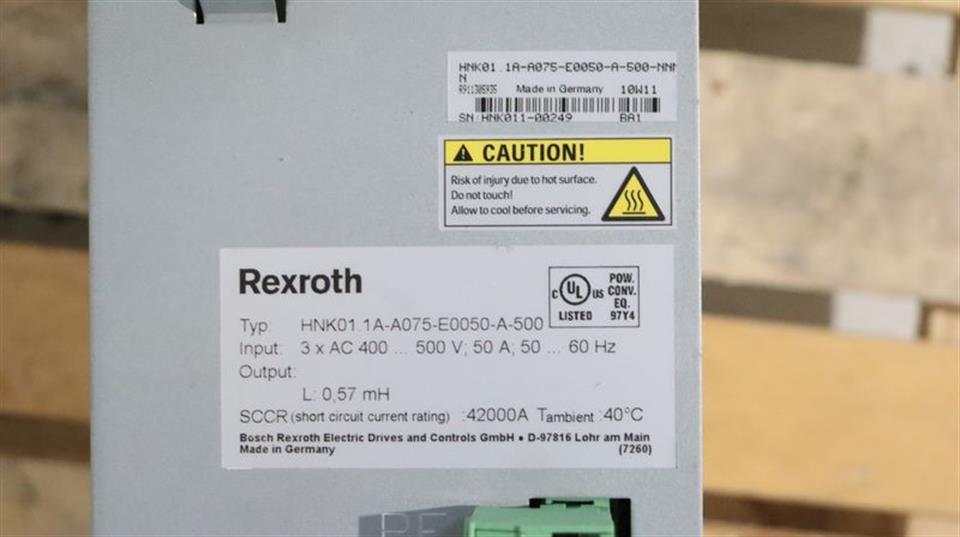 HNK01.1A-A075-E0050-A-500-NNN
N
R911305935 Made in Germany 10W11
SN:HNK011-00249 BA1
CAUTION!
Risk of injury due to hot surface.
Do not touch!
Allow to cool before servicing.
Rexroth
C UL US LISTED
POW.
CONV.
EQ.
97Y4
Typ: HNK01.1A-A075-E0050-A-500
Input: 3 x AC 400 ... 500 V; 50 A; 50 ... 60 Hz
Output:
L: 0,57 mH
SCCR (short circuit current rating) :42000A Tambient :40°C
Bosch Rexroth Electric Drives and Controls GmbH • D-97816 Lohr am Main
Made in Germany (7260)
PE